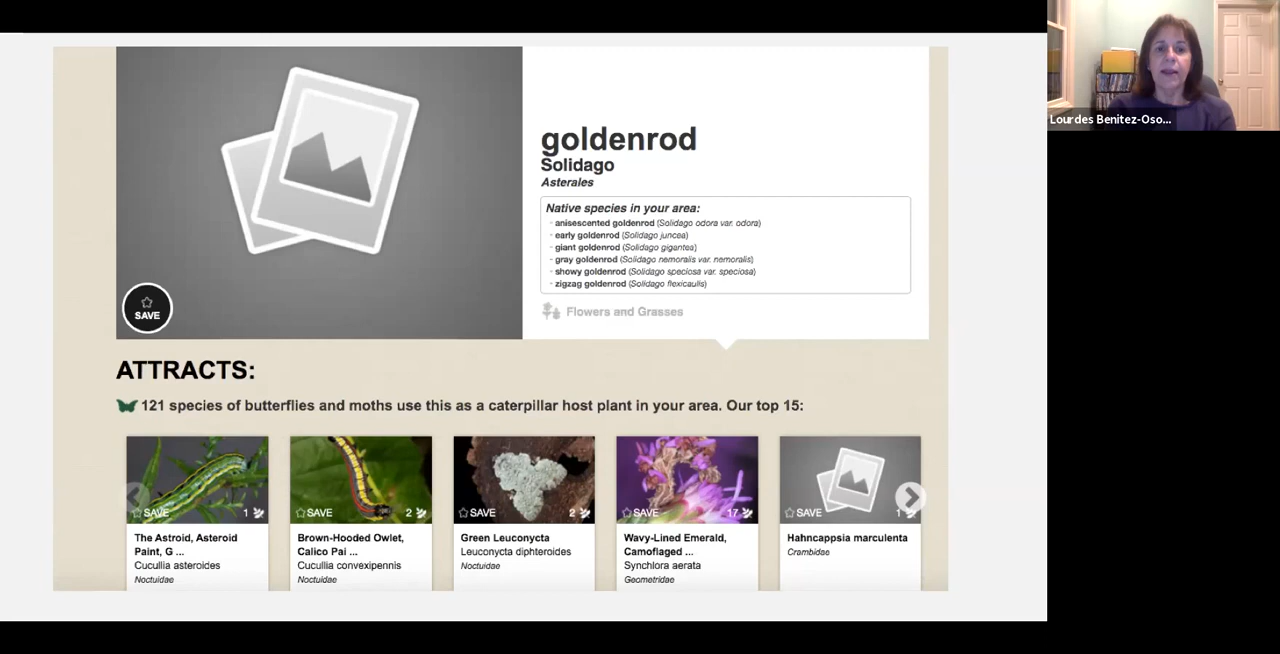 goldenrod
Solidago
Asterales
Native species in your area:
- anisescented goldenrod (Solidago odora var. odora)
- early goldenrod (Solidago juncea)
- giant goldenrod (Solidago gigantea)
- gray goldenrod (Solidago nemoralis var. nemoralis)
- showy goldenrod (Solidago speciosa var. speciosa)
- zigzag goldenrod (Solidago flexicaulis)
Flowers and Grasses
SAVE
ATTRACTS:
121 species of butterflies and moths use this as a caterpillar host plant in your area. Our top 15:
SAVE 1
The Astroid, Asteroid
Paint, G ...
Cucullia asteroides
Noctuidae
SAVE 2
Brown-Hooded Owlet,
Calico Pai ...
Cucullia convexipennis
Noctuidae
SAVE 2
Green Leuconycta
Leuconycta diphteroides
Noctuidae
SAVE 17
Wavy-Lined Emerald,
Camoflaged ...
Synchlora aerata
Geometridae
SAVE 1
Hahncappsia marculenta
Crambidae
Lourdes Benitez-Oso...